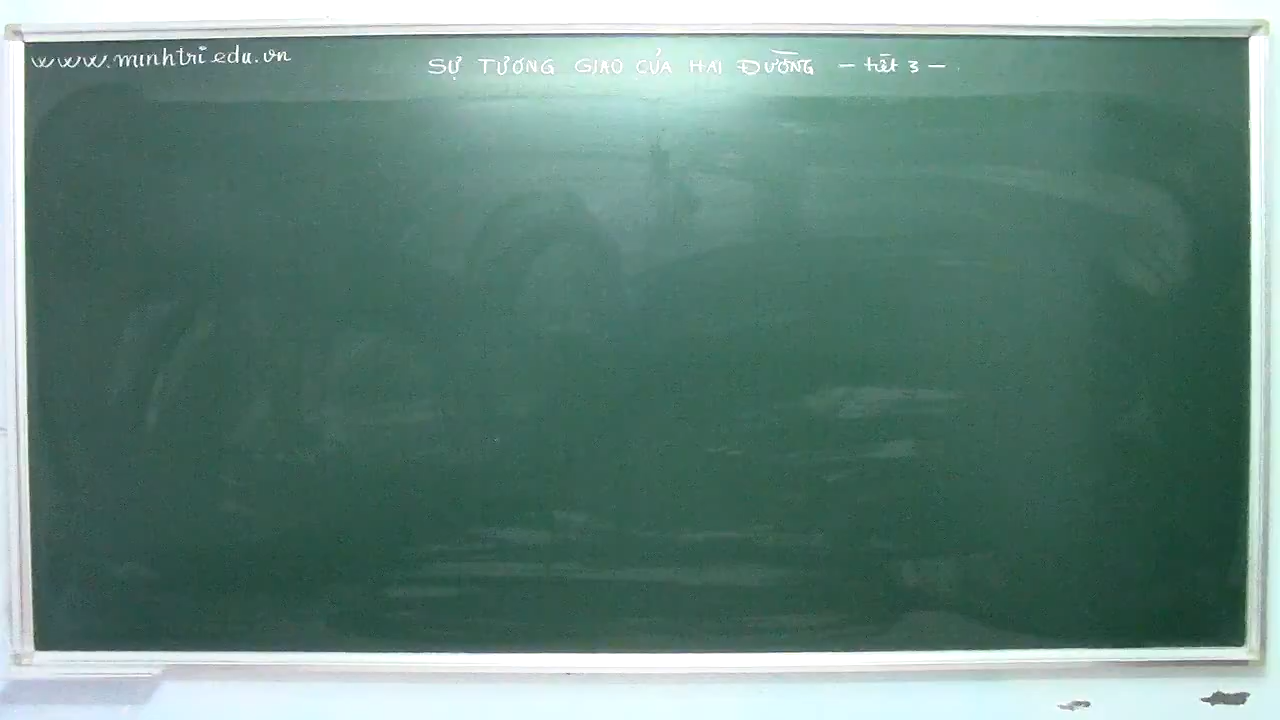 www.minhtri.edu.vn
SỰ TƯƠNG GIAO CỦA HAI ĐƯỜNG - tiết 3 -